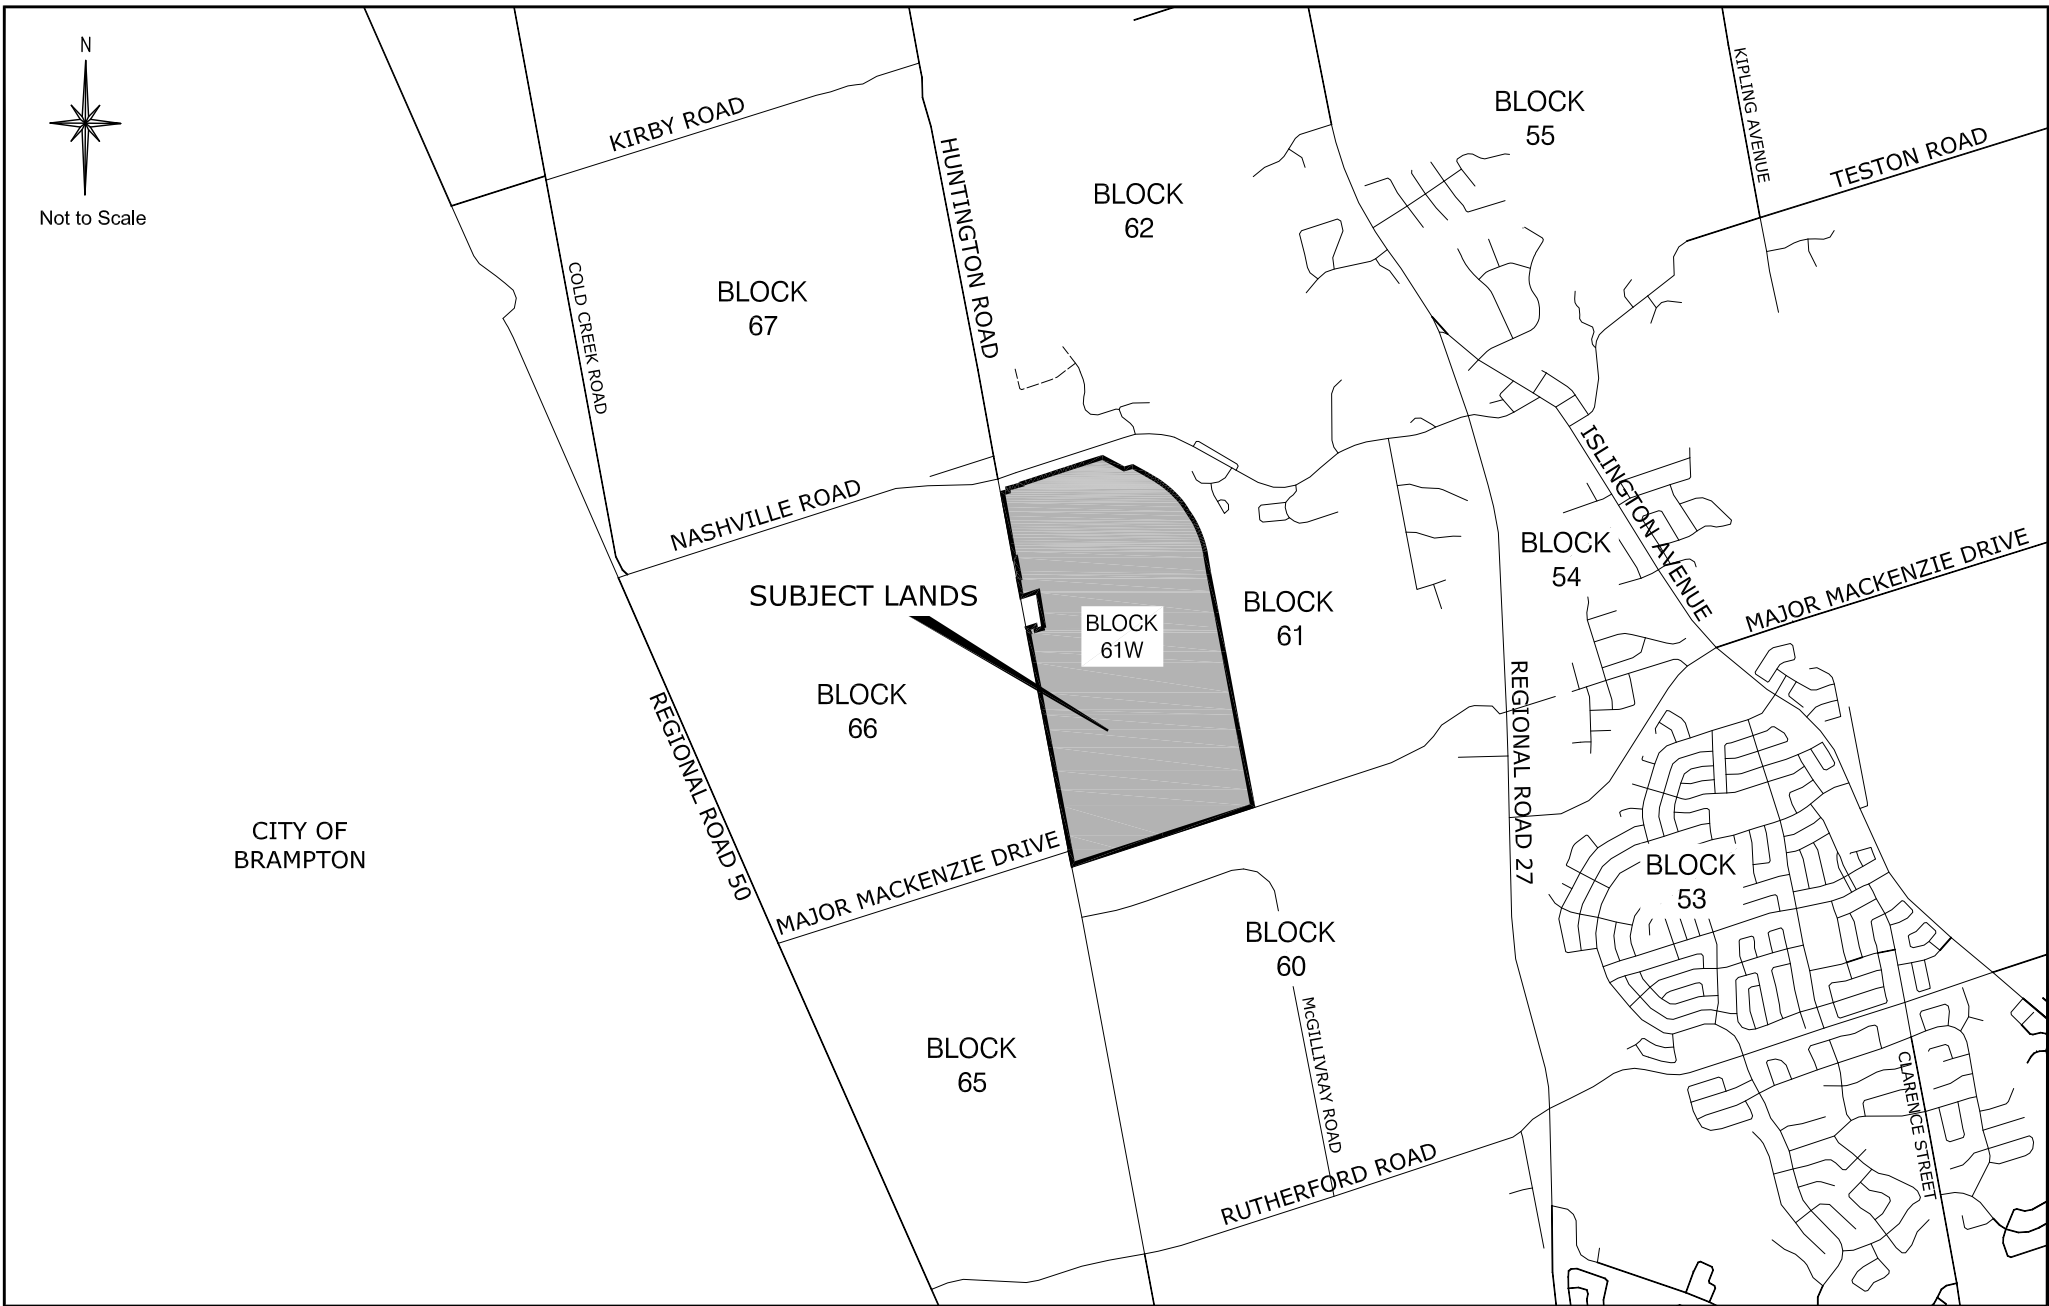 N
Not to Scale
KIRBY ROAD
HUNTINGTON ROAD
BLOCK
55
KIPLING AVENUE
TESTON ROAD
BLOCK
62
COLD CREEK ROAD
BLOCK
67
ISLINGTON AVENUE
NASHVILLE ROAD
BLOCK
54
MAJOR MACKENZIE DRIVE
SUBJECT LANDS
BLOCK
61W
BLOCK
61
BLOCK
66
REGIONAL ROAD 50
REGIONAL ROAD 27
CITY OF
BRAMPTON
MAJOR MACKENZIE DRIVE
BLOCK
53
BLOCK
60
McGILLIVRAY ROAD
BLOCK
65
CLARENCE STREET
RUTHERFORD ROAD